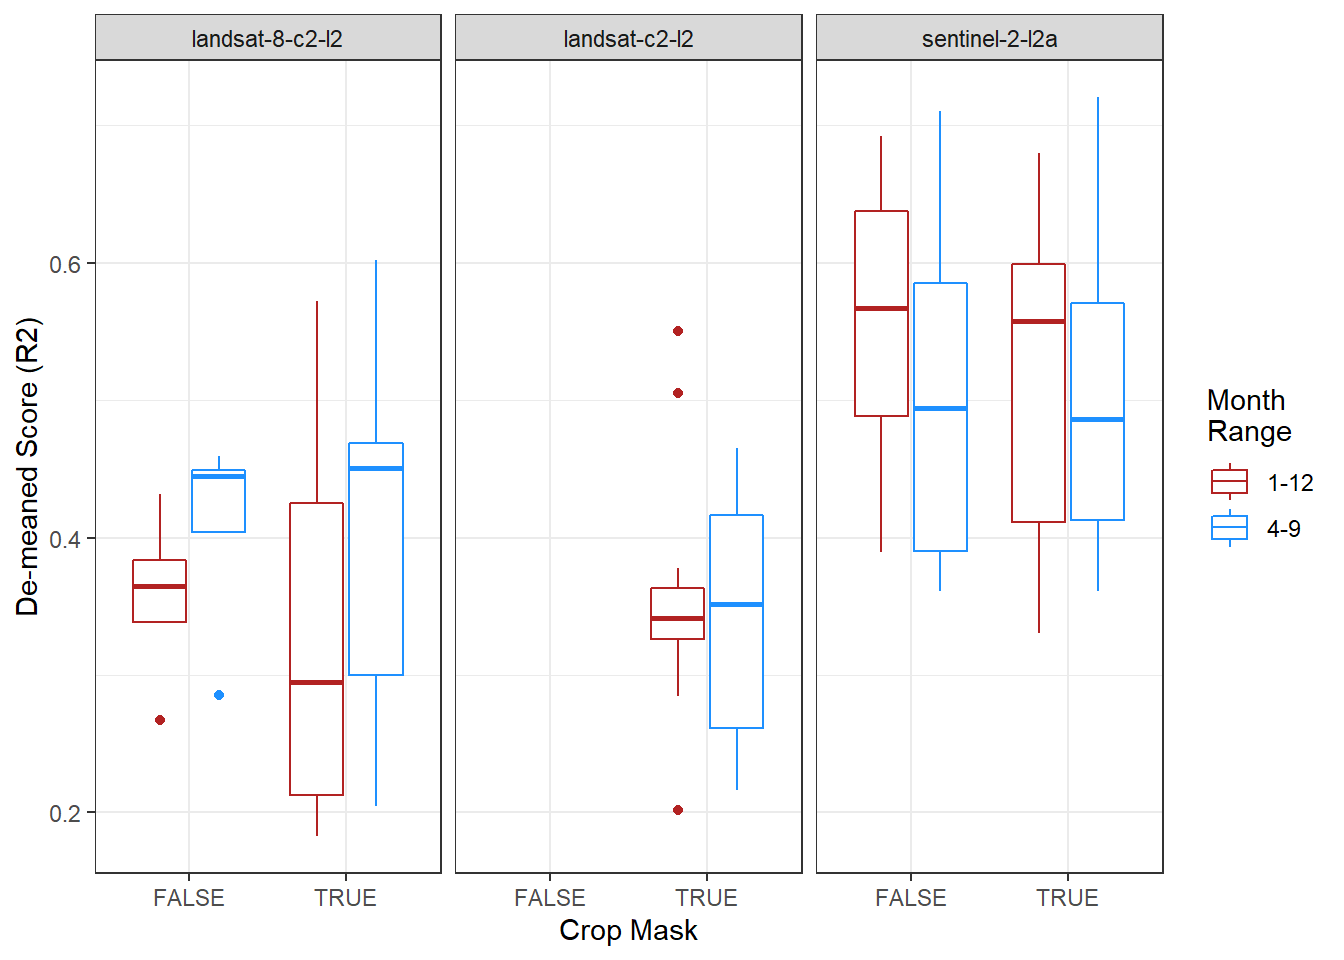 landsat-8-c2-l2
landsat-c2-l2
sentinel-2-l2a
De-meaned Score (R2)
0.6
0.4
0.2
FALSE
TRUE
FALSE
TRUE
FALSE
TRUE
Crop Mask
Month
Range
1-12
4-9